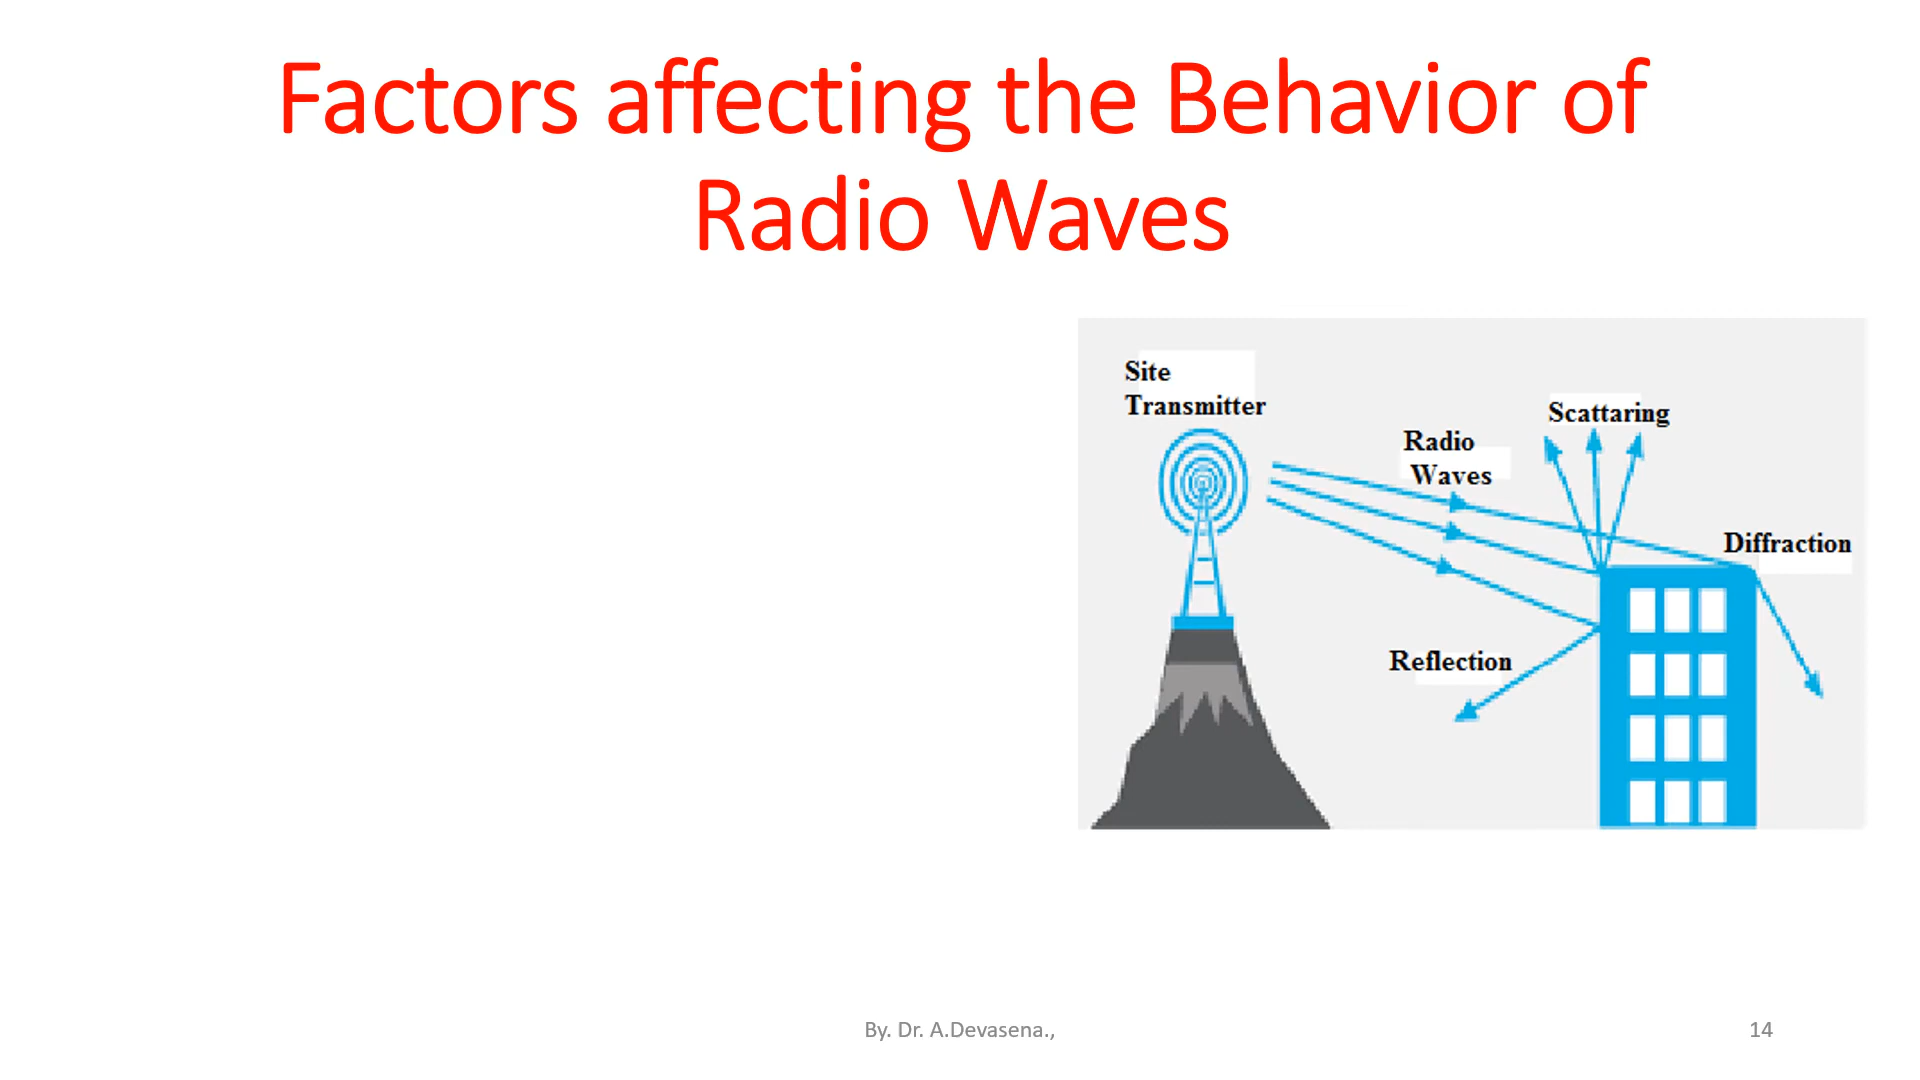 Factors affecting the Behavior of
Radio Waves
Site
Transmitter
Radio
Waves
Scattaring
Diffraction
Reflection
By. Dr. A.Devasena.,
14